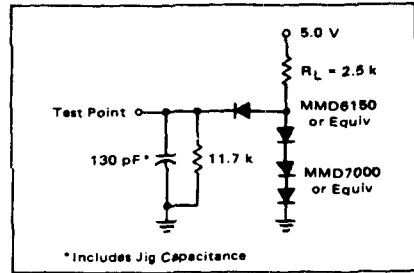 5.0 V
RL = 2.5 k
Test Point
MMD6150
or Equiv
130 pF*
11.7 k
MMD7000
or Equiv
*Includes Jig Capacitance